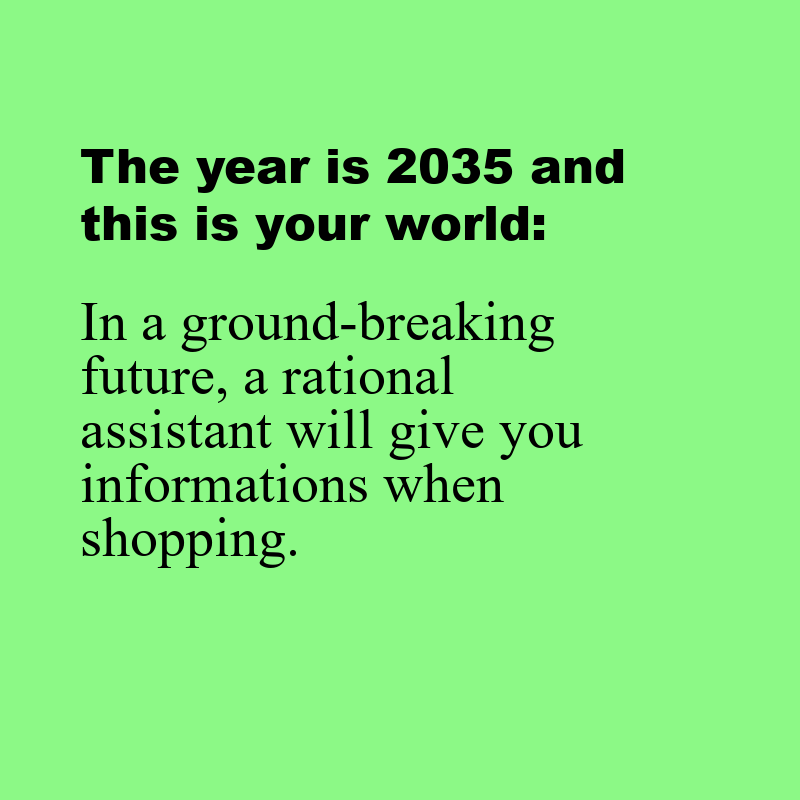 The year is 2035 and
this is your world:
In a ground-breaking
future, a rational
assistant will give you
informations when
shopping.